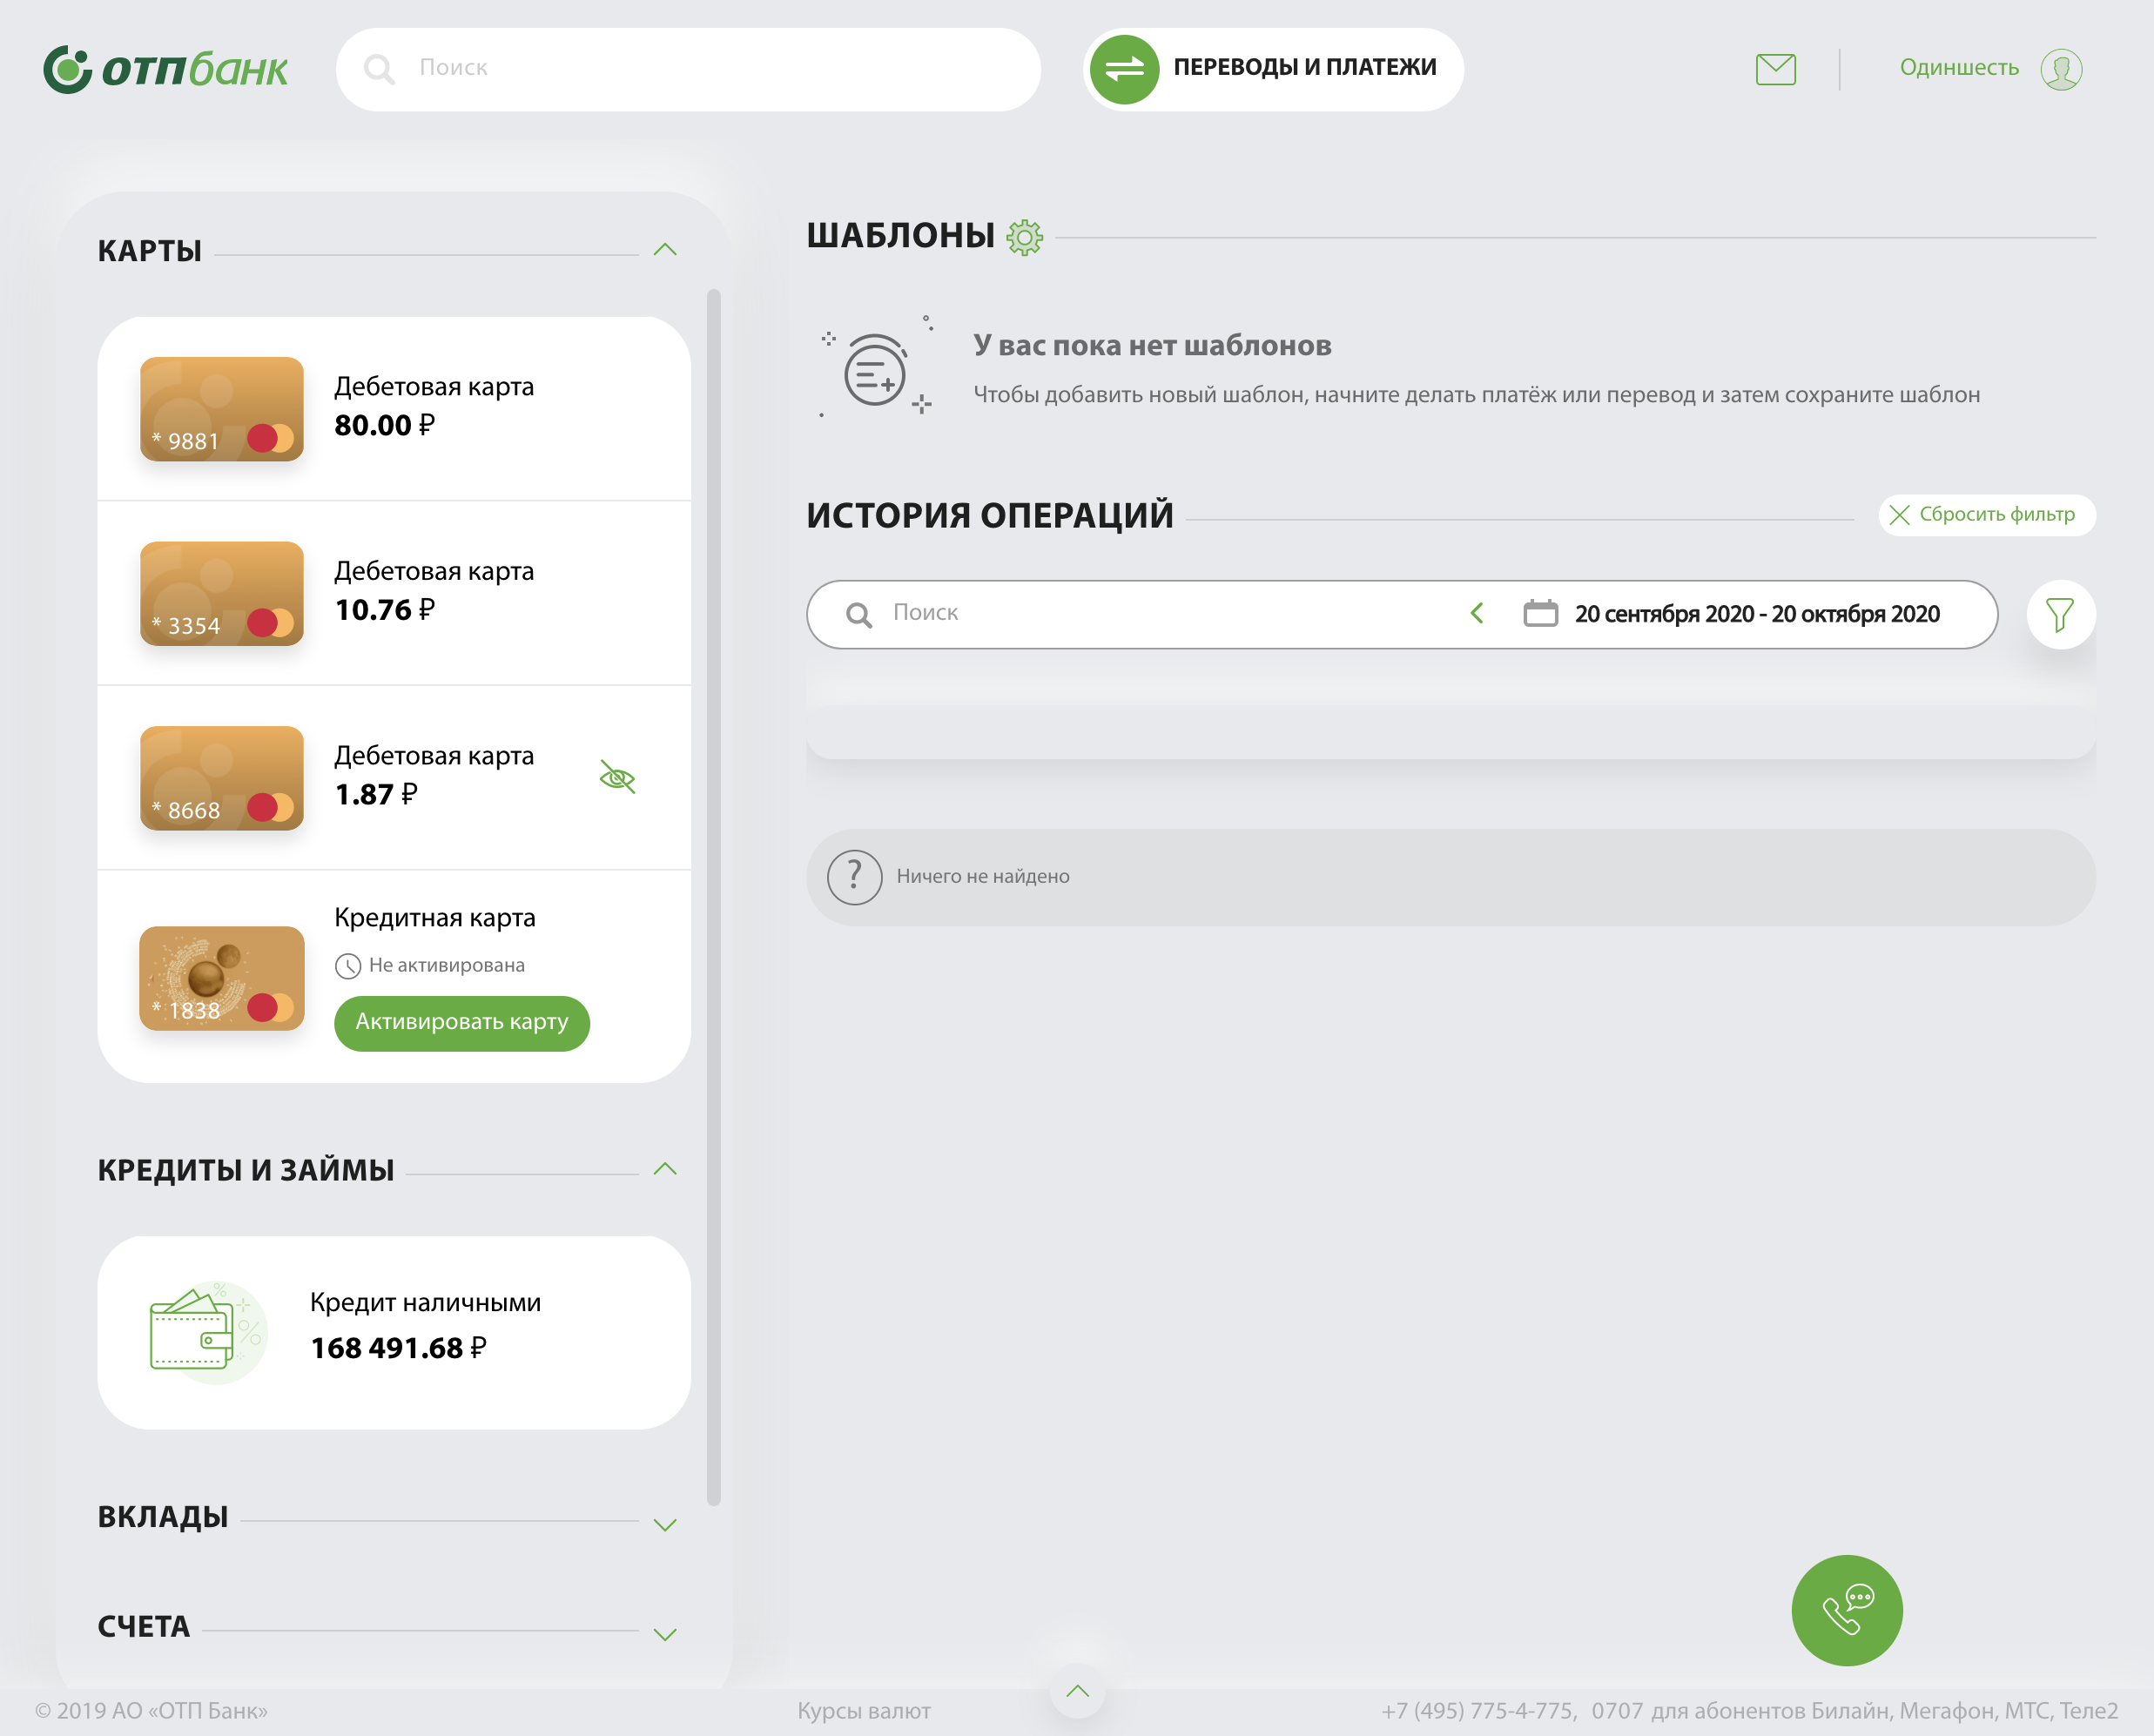 ОТПбанк
Поиск
ПЕРЕВОДЫ И ПЛАТЕЖИ
Одиншесть
КАРТЫ
Дебетовая карта
80.00 ₽
* 9881
Дебетовая карта
10.76 ₽
* 3354
Дебетовая карта
1.87 ₽
* 8668
Кредитная карта
Не активирована
* 1838
Активировать карту
КРЕДИТЫ И ЗАЙМЫ
Кредит наличными
168 491.68 ₽
ВКЛАДЫ
СЧЕТА
ШАБЛОНЫ
У вас пока нет шаблонов
Чтобы добавить новый шаблон, начните делать платёж или перевод и затем сохраните шаблон
ИСТОРИЯ ОПЕРАЦИЙ
Сбросить фильтр
Поиск
20 сентября 2020 - 20 октября 2020
?
Ничего не найдено
© 2019 АО «ОТП Банк»
Курсы валют
+7 (495) 775-4-775, 0707 для абонентов Билайн, Мегафон, МТС, Теле2